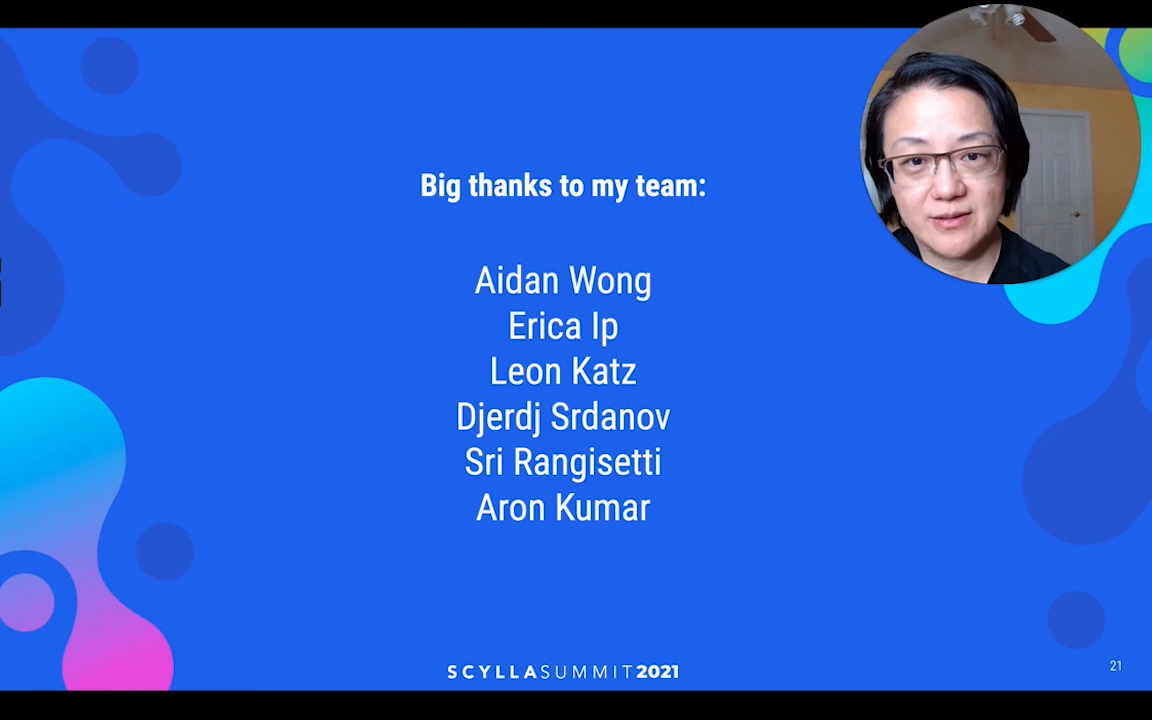 Big thanks to my team:
Aidan Wong
Erica Ip
Leon Katz
Djerdj Srdanov
Sri Rangisetti
Aron Kumar
SCYLLASUMMIT2021
21